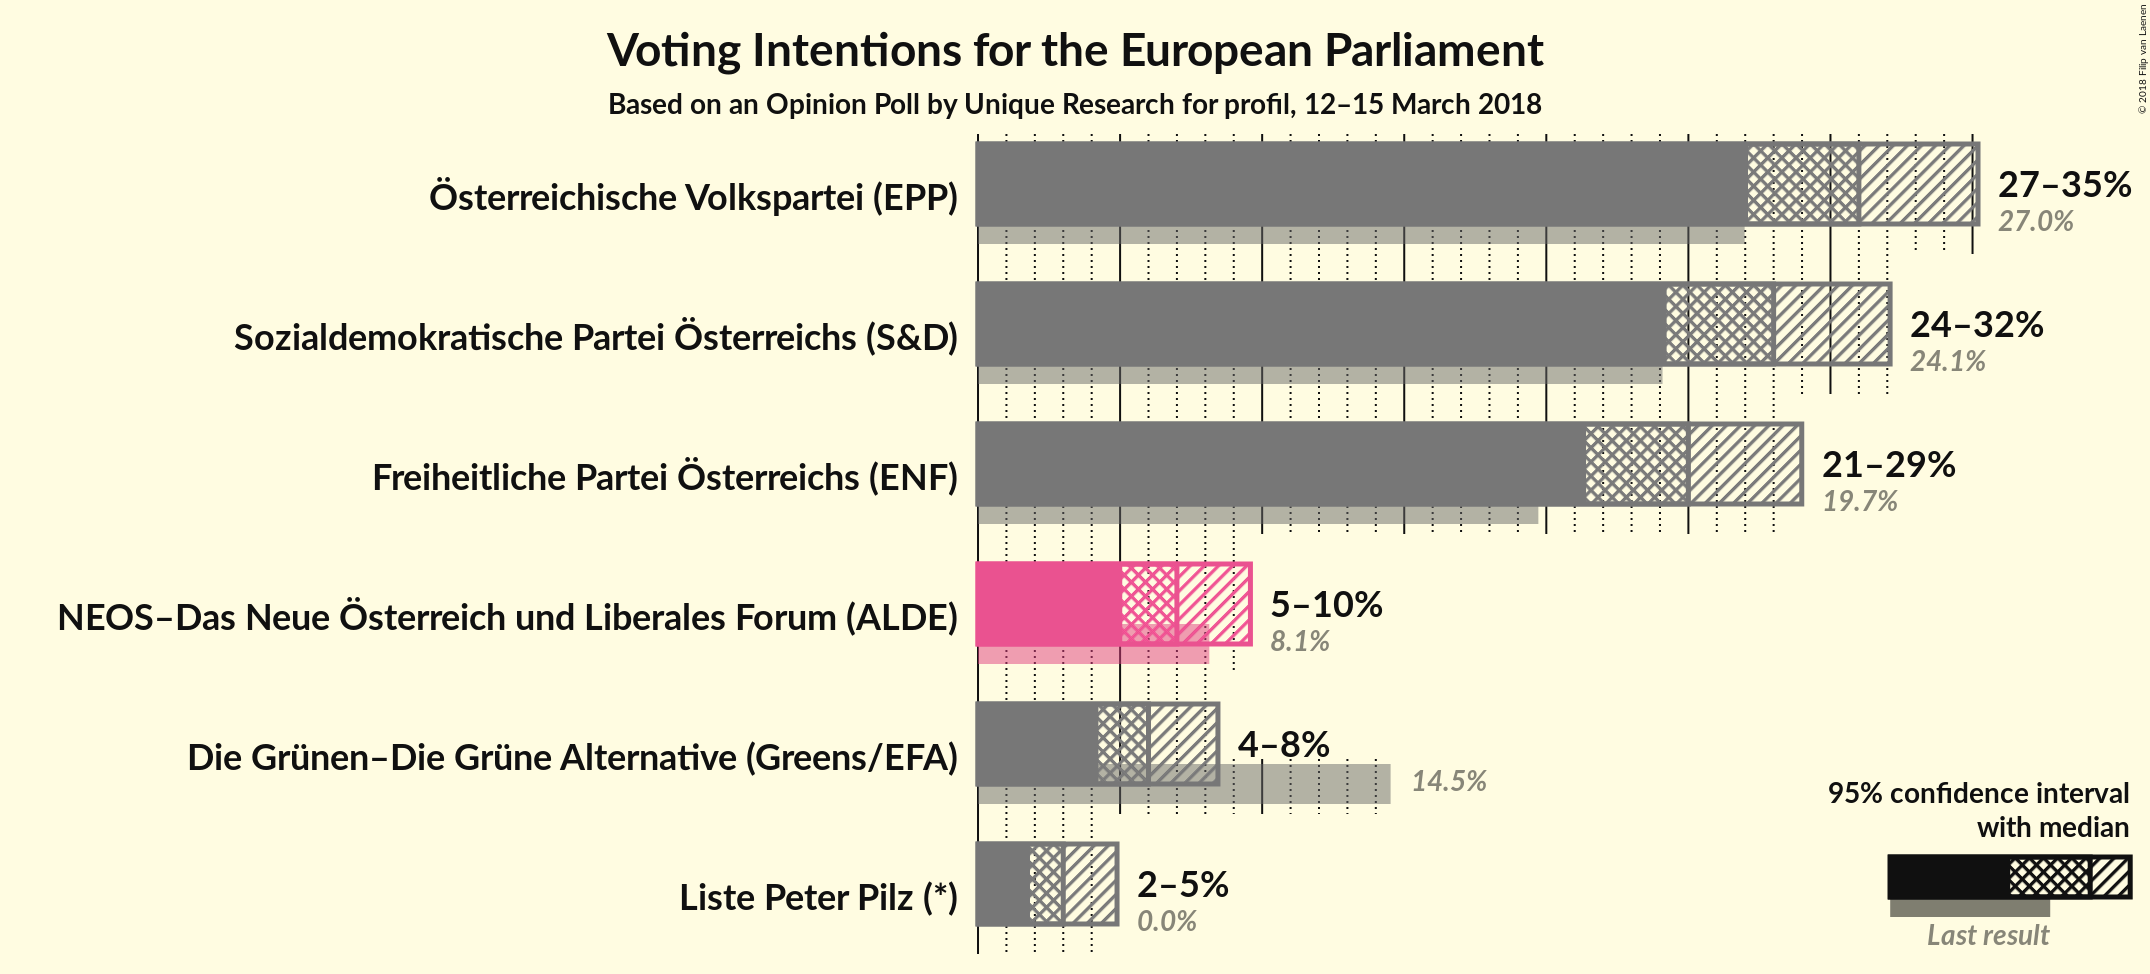 © 2018 Filip van Laenen
Voting Intentions for the European Parliament
Based on an Opinion Poll by Unique Research for profil, 12–15 March 2018
Österreichische Volkspartei (EPP)
27–35%
27.0%
Sozialdemokratische Partei Österreichs (S&D)
24–32%
24.1%
Freiheitliche Partei Österreichs (ENF)
21–29%
19.7%
NEOS–Das Neue Österreich und Liberales Forum (ALDE)
5–10%
8.1%
Die Grünen–Die Grüne Alternative (Greens/EFA)
4–8%
14.5%
Liste Peter Pilz (*)
2–5%
0.0%
95% confidence interval
with median
Last result